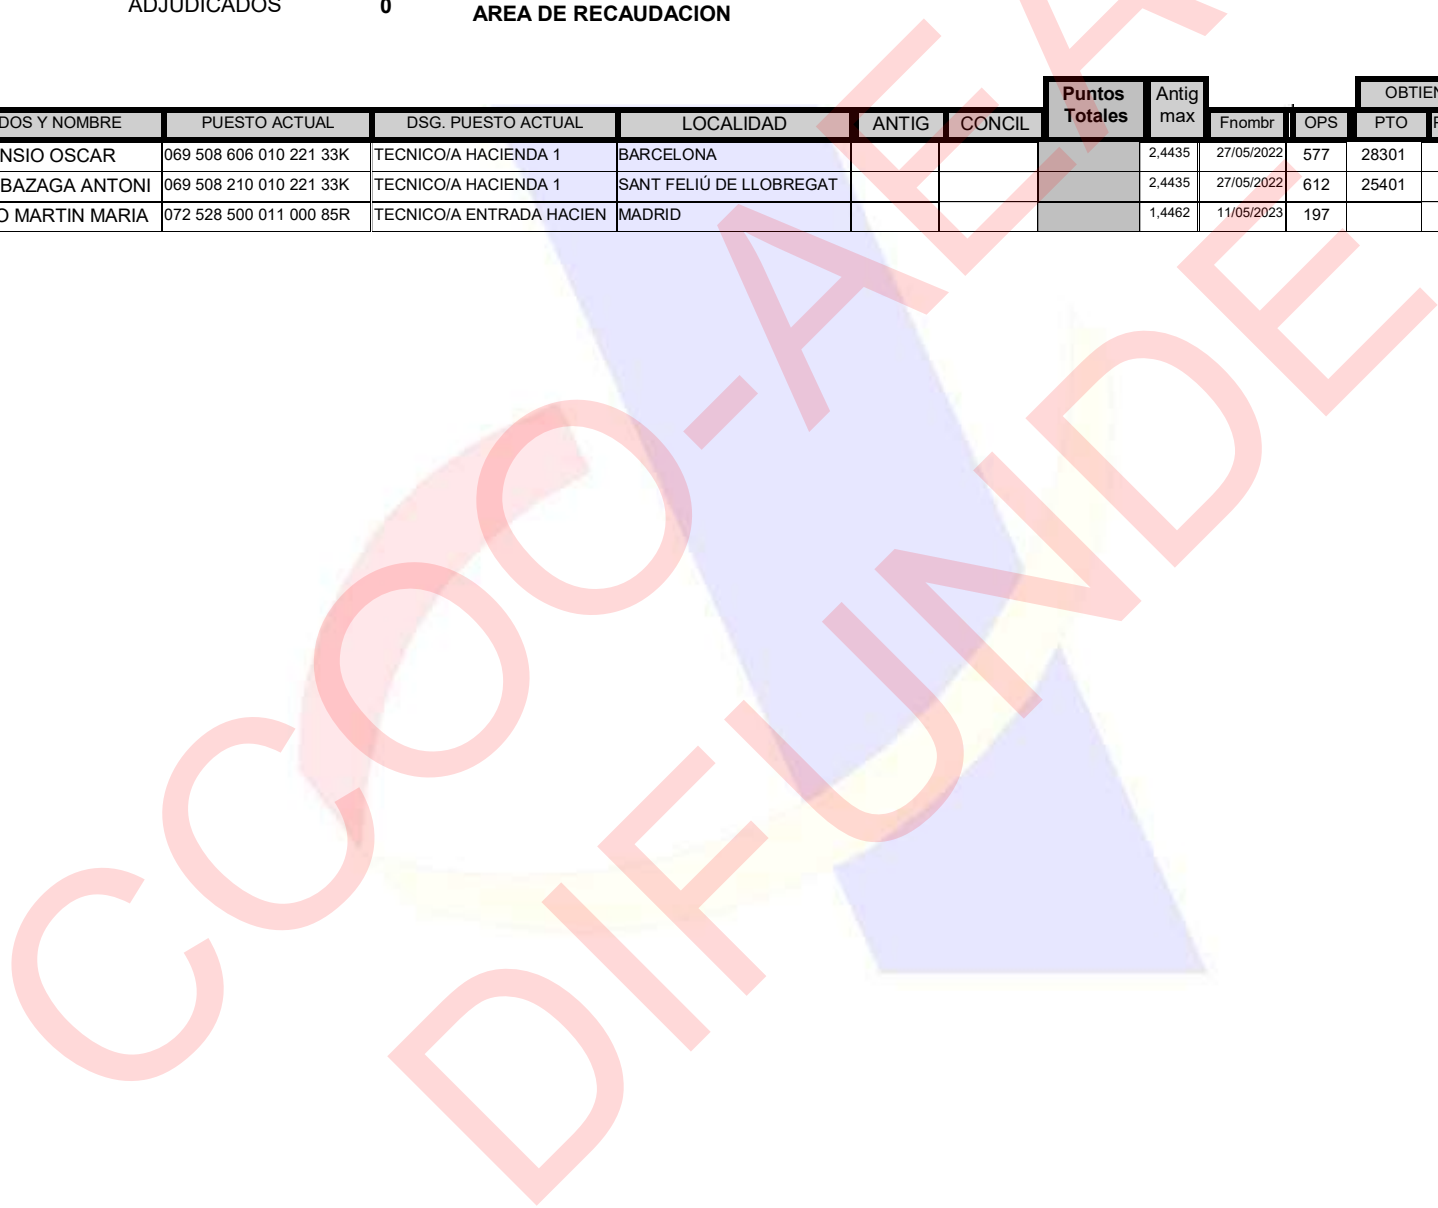 ADJUDICADOS 0 AREA DE RECAUDACION
Puntos Totales Antig max OBTIEN
DOS Y NOMBRE PUESTO ACTUAL DSG. PUESTO ACTUAL LOCALIDAD ANTIG CONCIL Fnombr OPS PTO
NSIO OSCAR 069 508 606 010 221 33K TECNICO/A HACIENDA 1 BARCELONA 2,4435 27/05/2022 577 28301
BAZAGA ANTONI 069 508 210 010 221 33K TECNICO/A HACIENDA 1 SANT FELIÚ DE LLOBREGAT 2,4435 27/05/2022 612 25401
O MARTIN MARIA 072 528 500 011 000 85R TECNICO/A ENTRADA HACIEN MADRID 1,4462 11/05/2023 197
CCOO-AEA
DIFUNDE